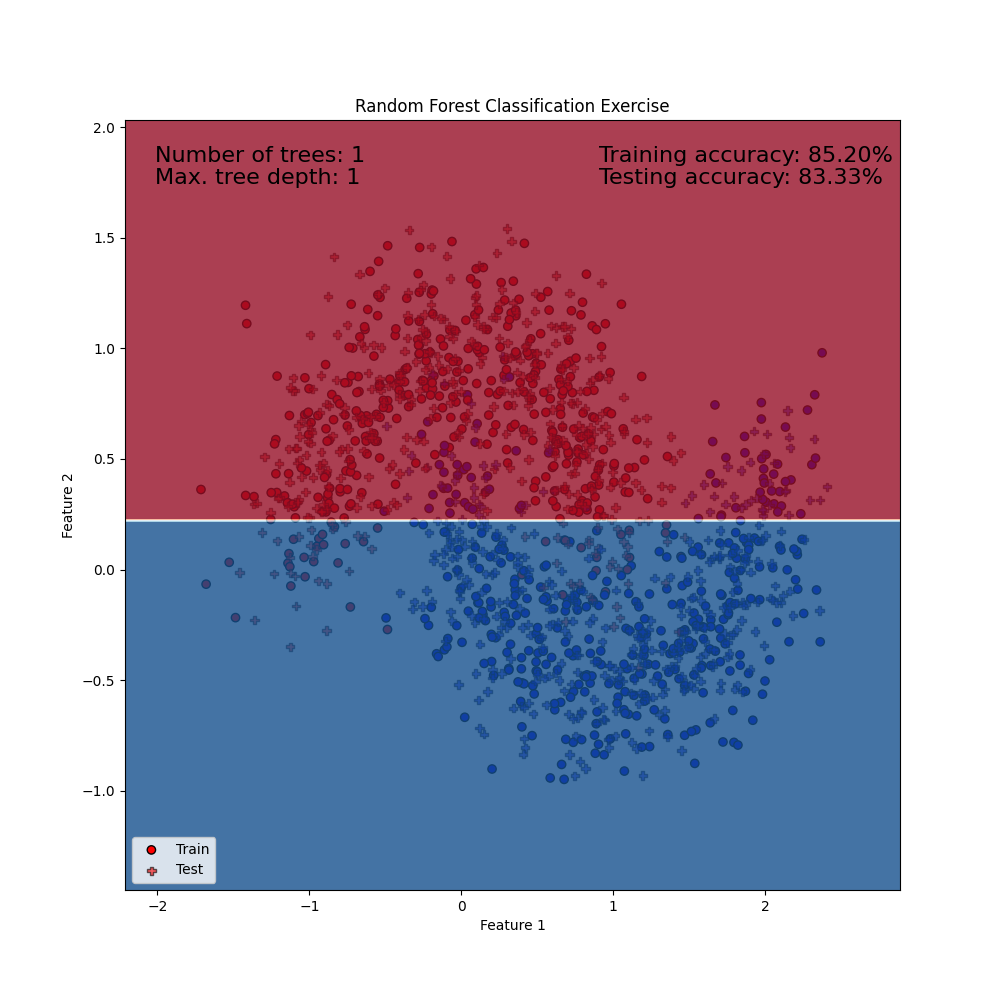 Random Forest Classification Exercise
Number of trees: 1
Max. tree depth: 1
Training accuracy: 85.20%
Testing accuracy: 83.33%
2.0
1.5
1.0
0.5
0.0
−0.5
−1.0
Feature 2
Train
Test
−2
−1
0
1
2
Feature 1